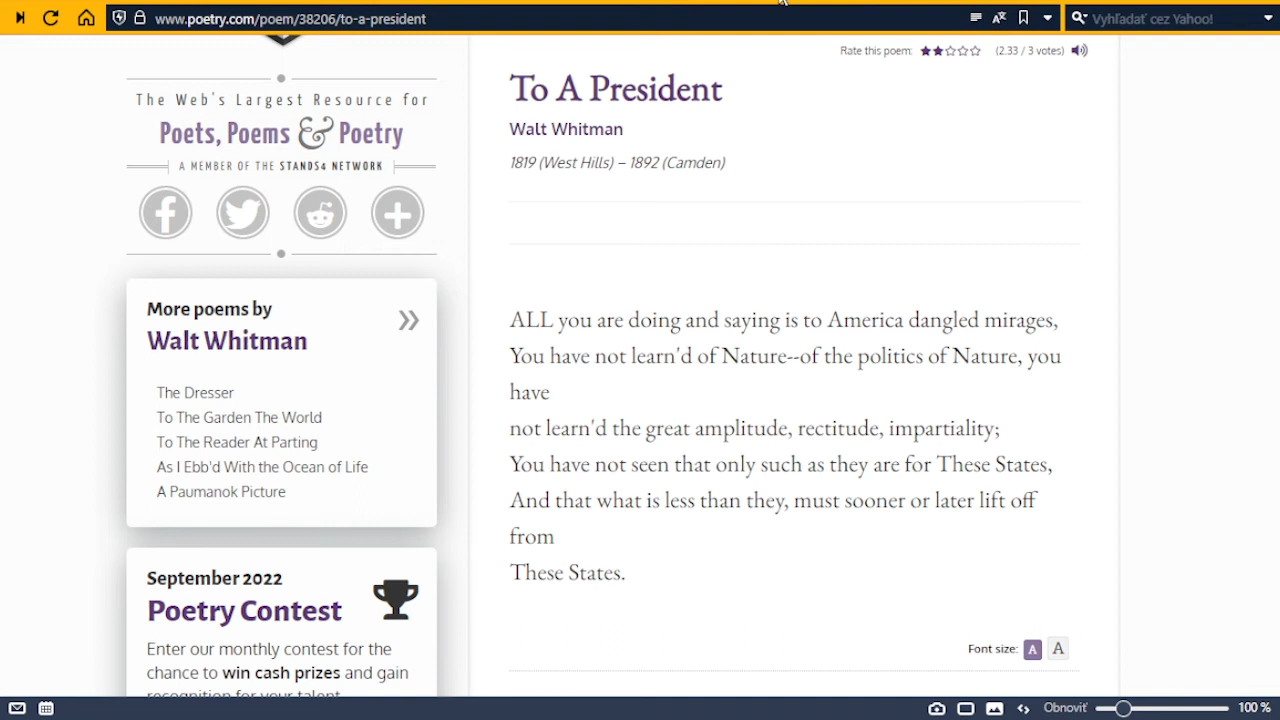 www.poetry.com/poem/38206/to-a-president
Vyhľadať cez Yahoo!
The Web's Largest Resource for
Poets, Poems & Poetry
A MEMBER OF THE STANDS4 NETWORK
More poems by
Walt Whitman
The Dresser
To The Garden The World
To The Reader At Parting
As I Ebb'd With the Ocean of Life
A Paumanok Picture
September 2022
Poetry Contest
Enter our monthly contest for the
chance to win cash prizes and gain
recognition for your talent
Rate this poem: (2.33 / 3 votes)
To A President
Walt Whitman
1819 (West Hills) – 1892 (Camden)
ALL you are doing and saying is to America dangled mirages,
You have not learn'd of Nature--of the politics of Nature, you
have
not learn'd the great amplitude, rectitude, impartiality;
You have not seen that only such as they are for These States,
And that what is less than they, must sooner or later lift off
from
These States.
Font size: A A
Obnoviť 100 %